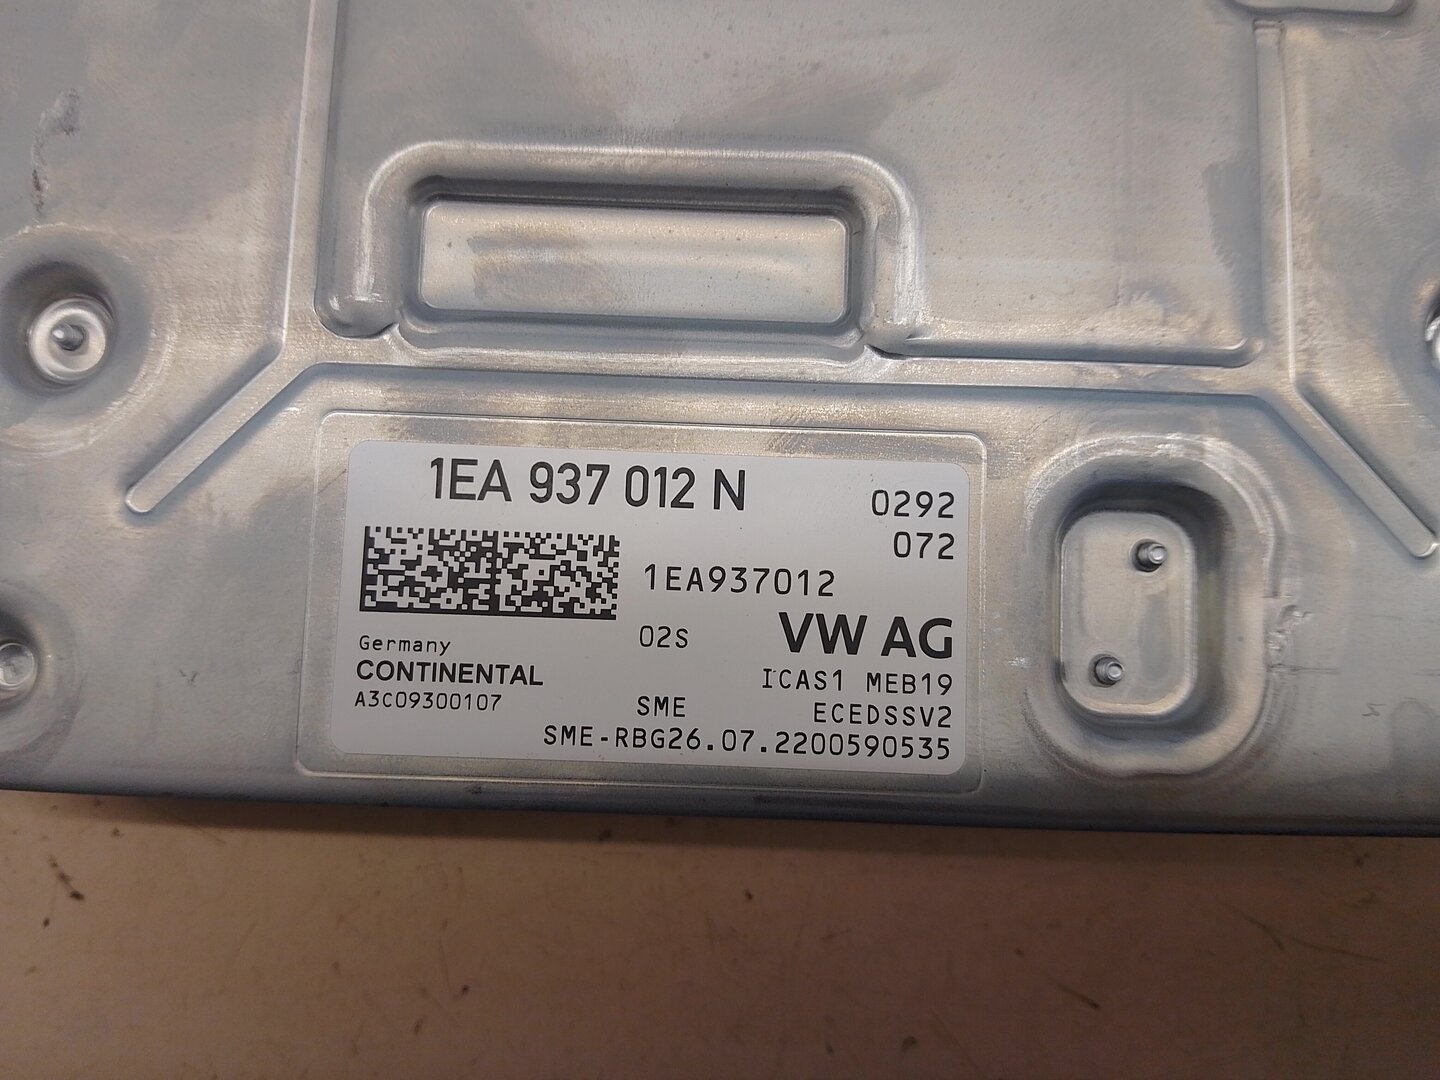 1EA 937 012 N
0292
072
1EA937012
02S
VW AG
Germany
CONTINENTAL
A3C09300107
ICAS1 MEB19
SME
ECEDSSV2
SME-RBG26.07.2200590535